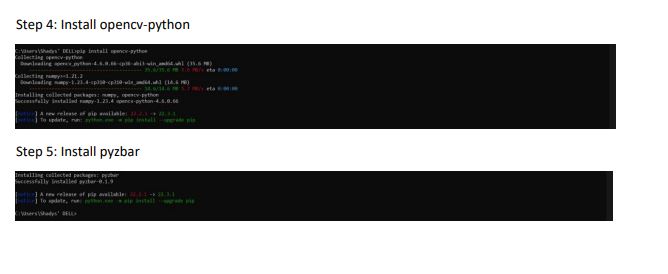 Step 4: Install opencv-python
C:\Users\Shadys' DELL>pip install opencv-python
Collecting opencv-python
Downloading opencv_python-4.6.0.66-cp36-abi3-win_amd64.whl (35.6 MB)
35.6/35.6 MB 7.6 MB/s eta 0:00:00
Collecting numpy>=1.21.2
Downloading numpy-1.23.4-cp310-cp310-win_amd64.whl (14.6 MB)
14.6/14.6 MB 5.7 MB/s eta 0:00:00
Installing collected packages: numpy, opencv-python
Successfully installed numpy-1.23.4 opencv-python-4.6.0.66
[notice] A new release of pip available: 22.2.1 -> 22.3.1
[notice] To update, run: python.exe -m pip install --upgrade pip
Step 5: Install pyzbar
Installing collected packages: pyzbar
Successfully installed pyzbar-0.1.9
[notice] A new release of pip available: 22.2.1 -> 22.3.1
[notice] To update, run: python.exe -m pip install --upgrade pip
C:\Users\Shadys' DELL>